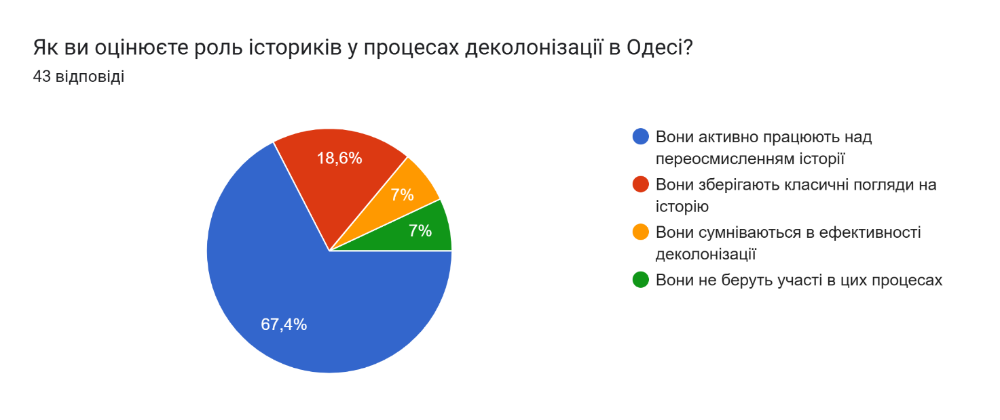 Як ви оцінюєте роль істориків у процесах деколонізації в Одесі?
43 відповіді
18,6%
7%
7%
67,4%
Вони активно працюють над
переосмисленням історії
Вони зберігають класичні погляди на
історію
Вони сумніваються в ефективності
деколонізації
Вони не беруть участі в цих процесах